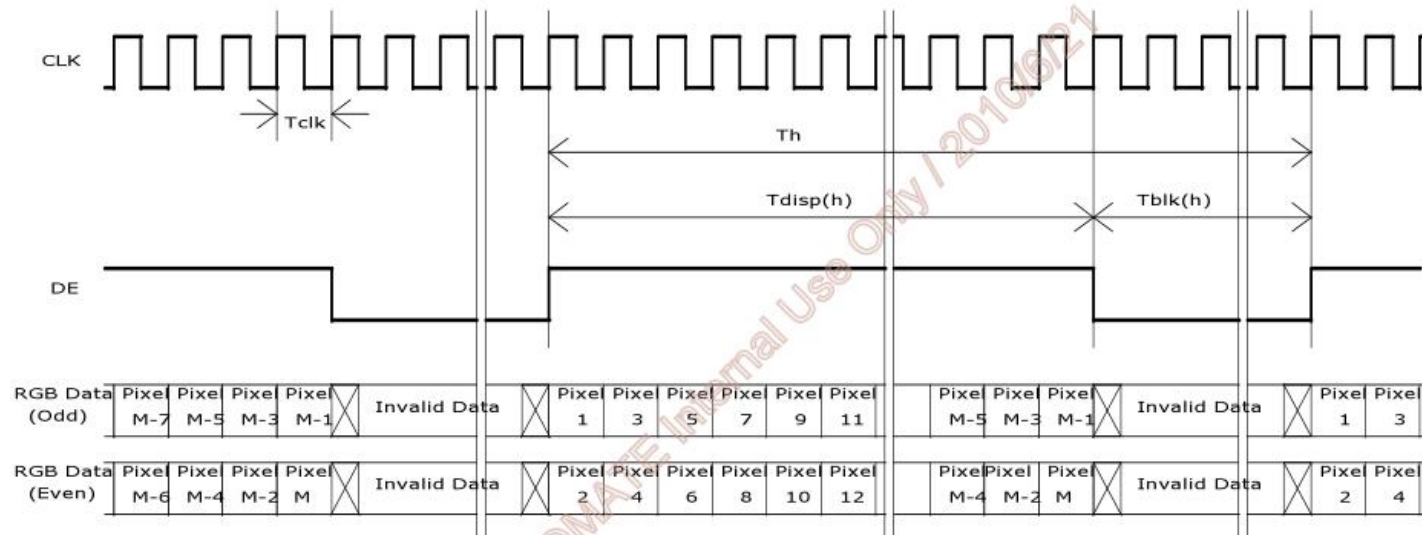 CLK
Tclk
Th
Tdisp(h)
Tblk(h)
DE
RGB Data
(Odd)
Pixel M-7
Pixel M-5
Pixel M-3
Pixel M-1
Invalid Data
Pixel 1
Pixel 3
Pixel 5
Pixel 7
Pixel 9
Pixel 11
Pixel M-5
Pixel M-3
Pixel M-1
Invalid Data
Pixel 1
Pixel 3
RGB Data
(Even)
Pixel M-6
Pixel M-4
Pixel M-2
Pixel M
Invalid Data
Pixel 2
Pixel 4
Pixel 6
Pixel 8
Pixel 10
Pixel 12
Pixel M-4
Pixel M-2
Pixel M
Invalid Data
Pixel 2
Pixel 4
Internal Use Only / 2010/6/21